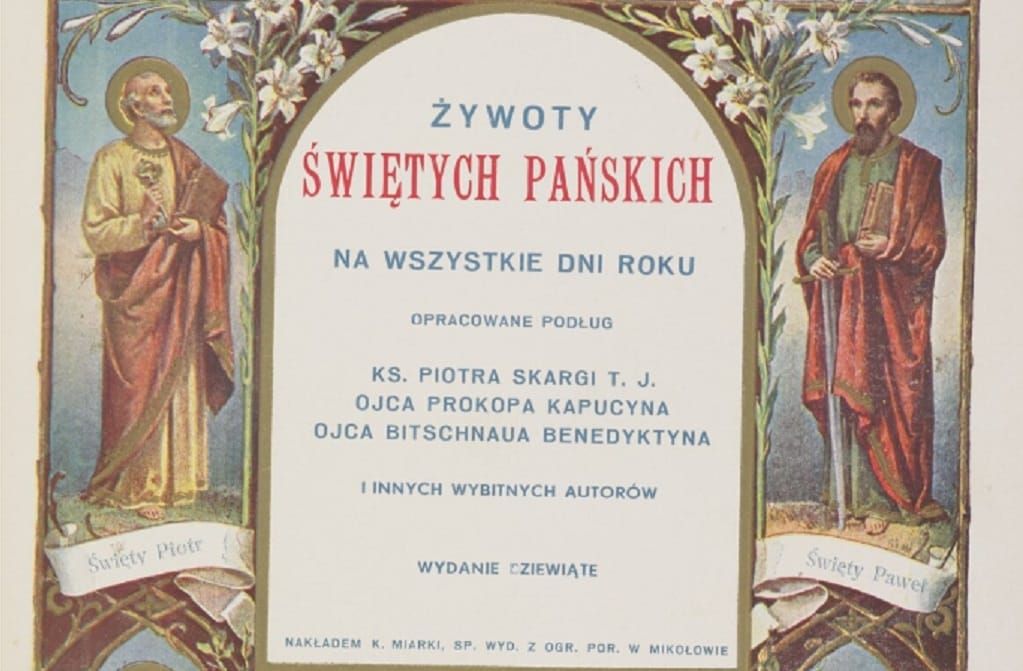 ŻYWOTY
ŚWIĘTYCH PAŃSKICH
NA WSZYSTKIE DNI ROKU
OPRACOWANE PODŁUG
KS. PIOTRA SKARGI T. J.
OJCA PROKOPA KAPUCYNA
OJCA BITSCHNAUA BENEDYKTYNA
I INNYCH WYBITNYCH AUTORÓW
WYDANIE DZIEWIĄTE
NAKŁADEM K. MIARKI, SP. WYD. Z OGR. POR. W MIKOŁOWIE
Święty Piotr
Święty Paweł